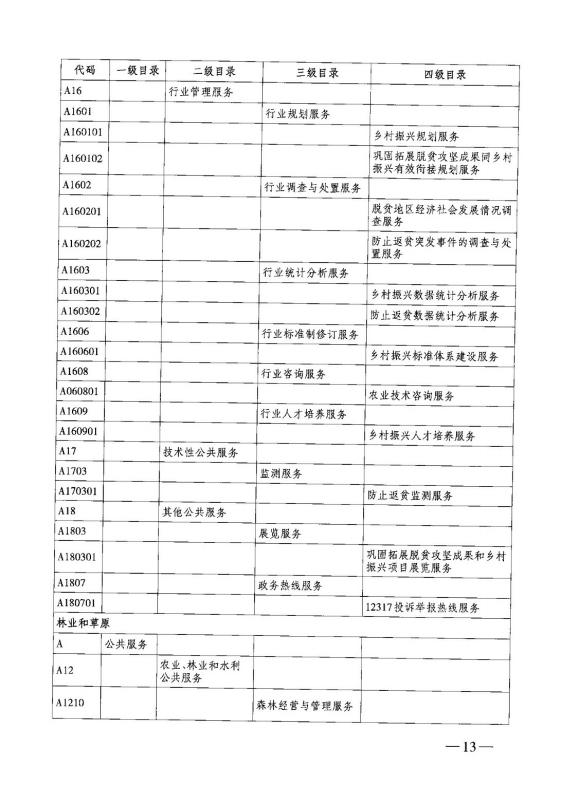 代码 一级目录 二级目录 三级目录 四级目录
A16 行业管理服务
A1601 行业规划服务
A160101 乡村振兴规划服务
A160102 巩固拓展脱贫攻坚成果同乡村
振兴有效衔接规划服务
A1602 行业调查与处置服务
A160201 脱贫地区经济社会发展情况调
查服务
A160202 防止返贫突发事件的调查与处
置服务
A1603 行业统计分析服务
A160301 乡村振兴数据统计分析服务
A160302 防止返贫数据统计分析服务
A1606 行业标准制修订服务
A160601 乡村振兴标准体系建设服务
A1608 行业咨询服务
A060801 农业技术咨询服务
A1609 行业人才培养服务
A160901 乡村振兴人才培养服务
A17 技术性公共服务
A1703 监测服务
A170301 防止返贫监测服务
A18 其他公共服务
A1803 展览服务
A180301 巩固拓展脱贫攻坚成果和乡村
振兴项目展览服务
A1807 政务热线服务
A180701 12317投诉举报热线服务
林业和草原
A 公共服务
A12 农业、林业和水利
公共服务
A1210 森林经营与管理服务
—13—